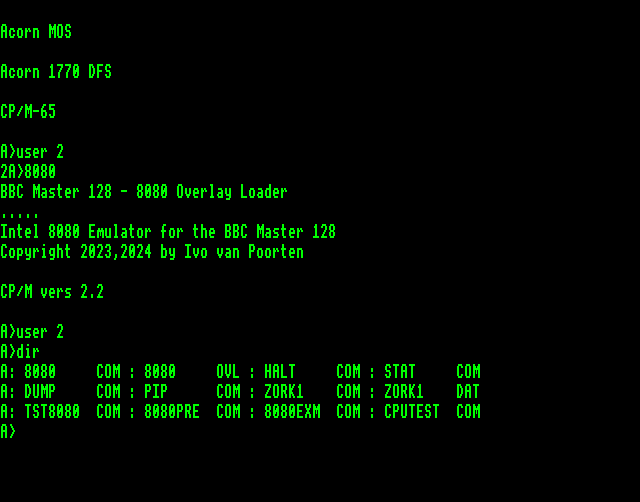 Acorn MOS
Acorn 1770 DFS
CP/M-65
A>user 2
2A>8080
BBC Master 128 - 8080 Overlay Loader
.....
Intel 8080 Emulator for the BBC Master 128
Copyright 2023,2024 by Ivo van Poorten
CP/M vers 2.2
A>user 2
A>dir
A: 8080     COM : 8080     OVL : HALT     COM : STAT     COM
A: DUMP     COM : PIP      COM : ZORK1    COM : ZORK1    DAT
A: TST8080  COM : 8080PRE  COM : 8080EXM  COM : CPUTEST  COM
A>